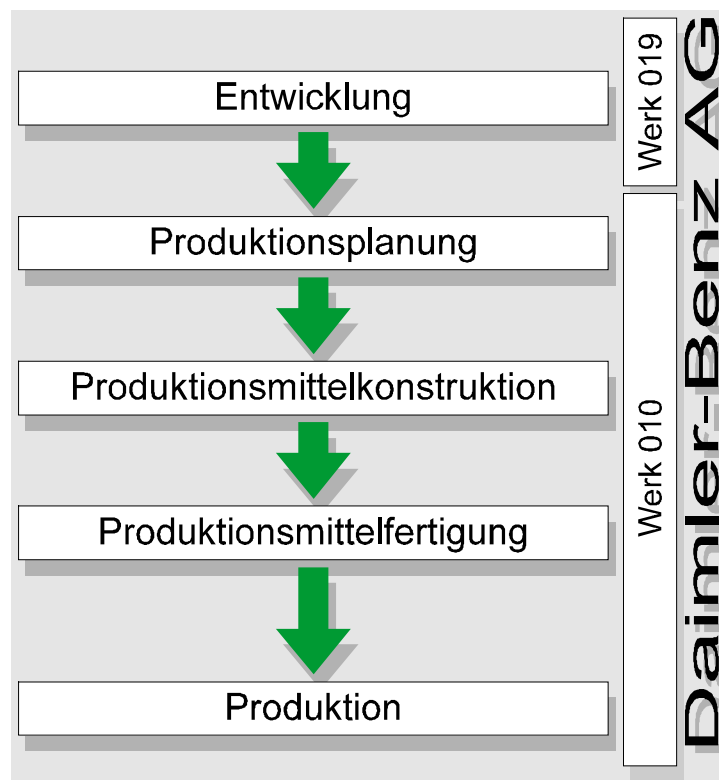 Entwicklung
Produktionsplanung
Produktionsmittelkonstruktion
Produktionsmittelfertigung
Produktion
Werk 019
Werk 010
Daimler-Benz AG